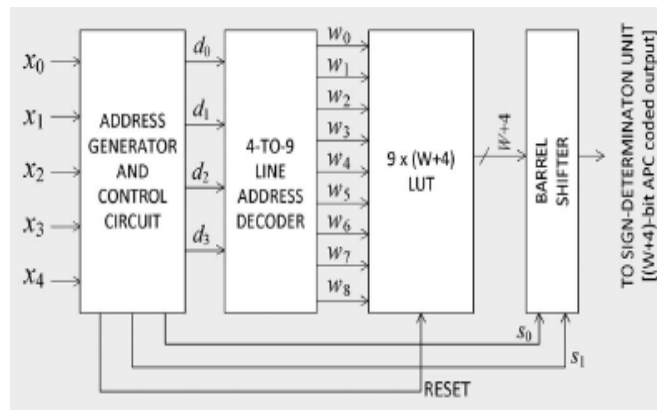 x0
x1
x2
x3
x4
ADDRESS
GENERATOR
AND
CONTROL
CIRCUIT
d0
d1
d2
d3
4-TO-9
LINE
ADDRESS
DECODER
w0
w1
w2
w3
w4
w5
w6
w7
w8
9 x (W+4)
LUT
W+4
BARREL
SHIFTER
TO SIGN-DETERMINATON UNIT
[(W+4)-bit APC coded output]
s0
s1
RESET